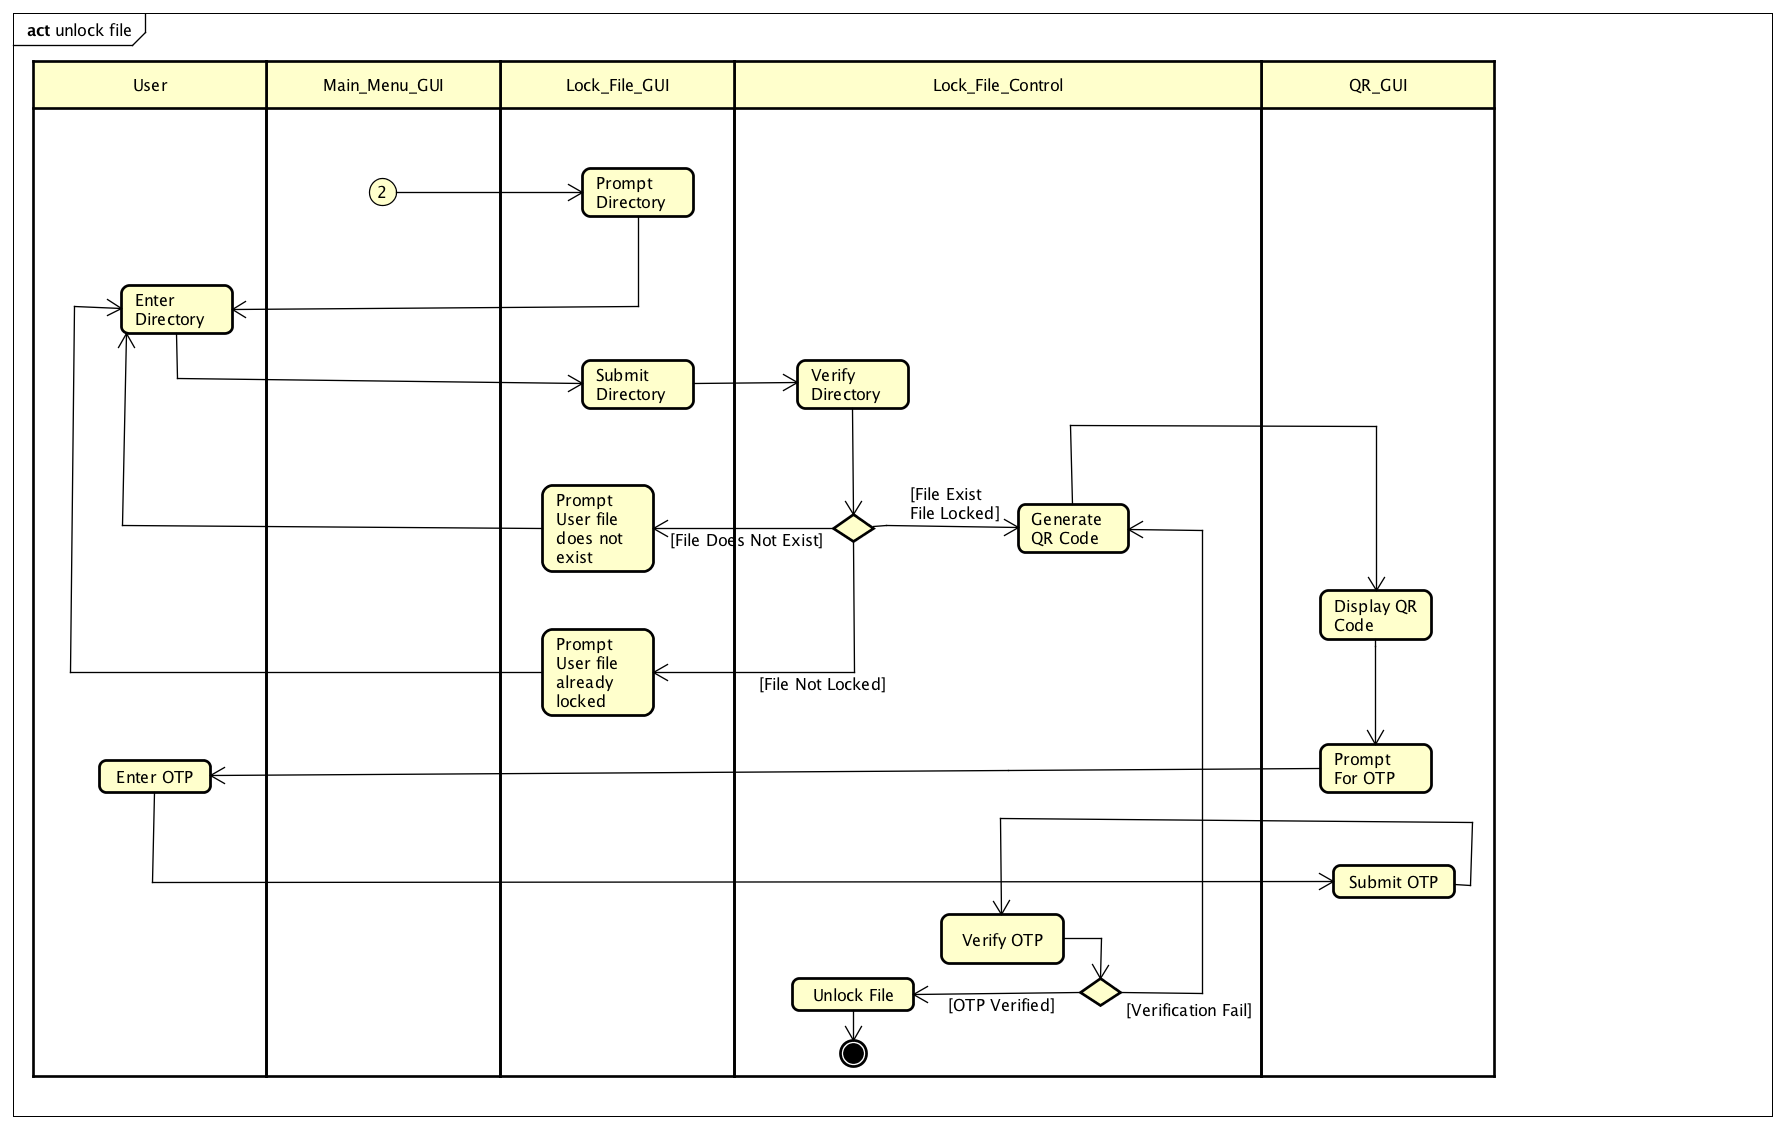 act unlock file
User
Main_Menu_GUI
Lock_File_GUI
Lock_File_Control
QR_GUI
2
Prompt
Directory
Enter
Directory
Submit
Directory
Verify
Directory
Prompt
User file
does not
exist
[File Does Not Exist]
[File Exist
File Locked]
Generate
QR Code
Display QR
Code
Prompt
User file
already
locked
[File Not Locked]
Enter OTP
Prompt
For OTP
Submit OTP
Verify OTP
Unlock File
[OTP Verified]
[Verification Fail]